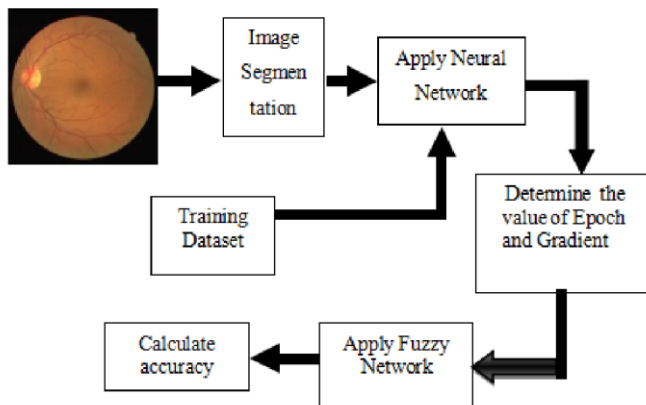 Image
Segmen
tation
Apply Neural
Network
Training
Dataset
Determine the
value of Epoch
and Gradient
Calculate
accuracy
Apply Fuzzy
Network